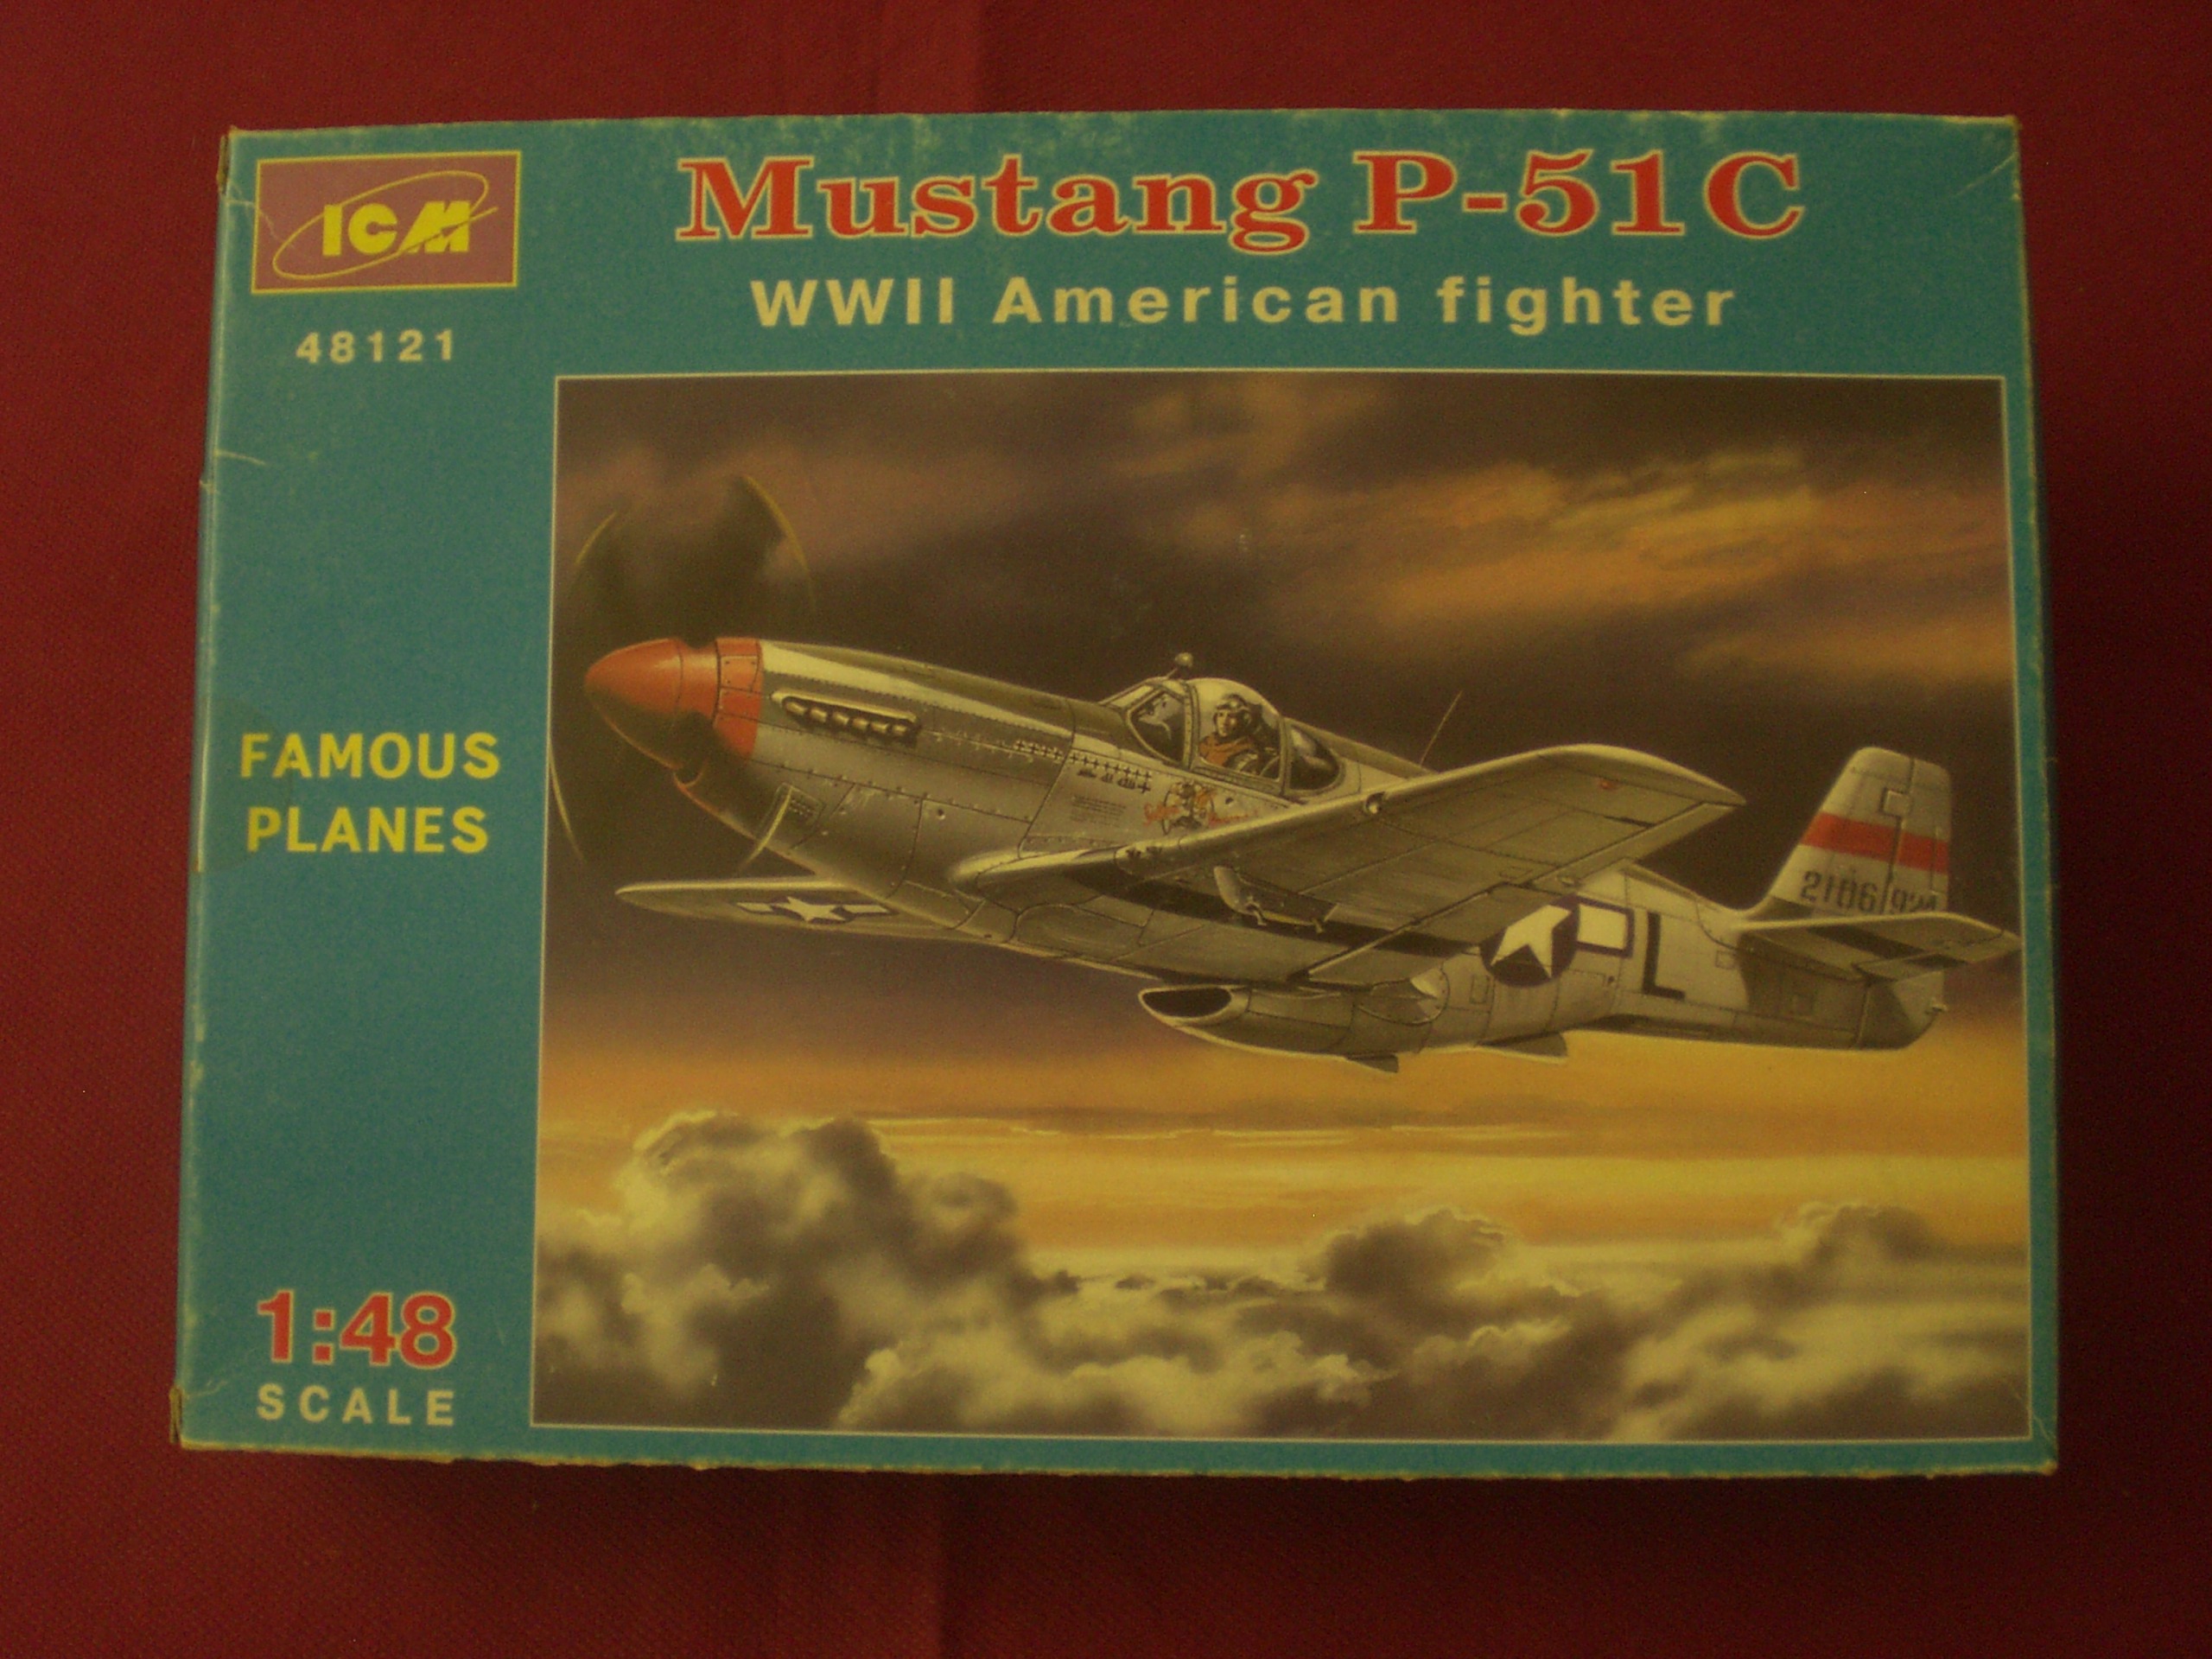 ICM
Mustang P-51C
WWII American fighter
48121
FAMOUS
PLANES
L
1:48
SCALE